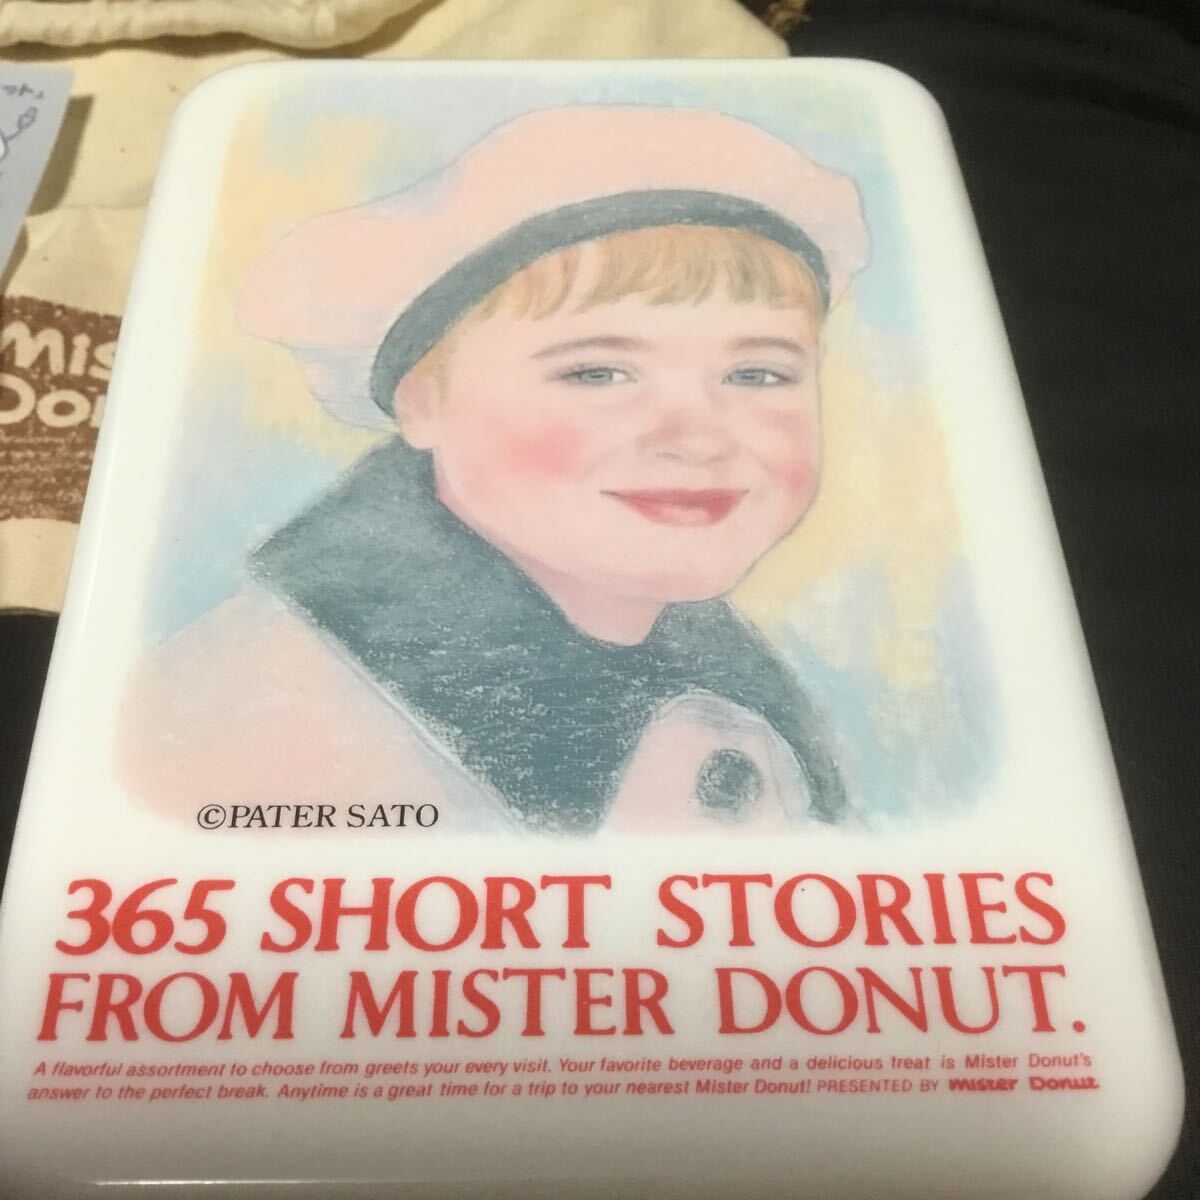 Mis
Don
©PATER SATO
365 SHORT STORIES
FROM MISTER DONUT.
A flavorful assortment to choose from greets your every visit. Your favorite beverage and a delicious treat is Mister Donut's
answer to the perfect break. Anytime is a great time for a trip to your nearest Mister Donut! PRESENTED BY mister Donut